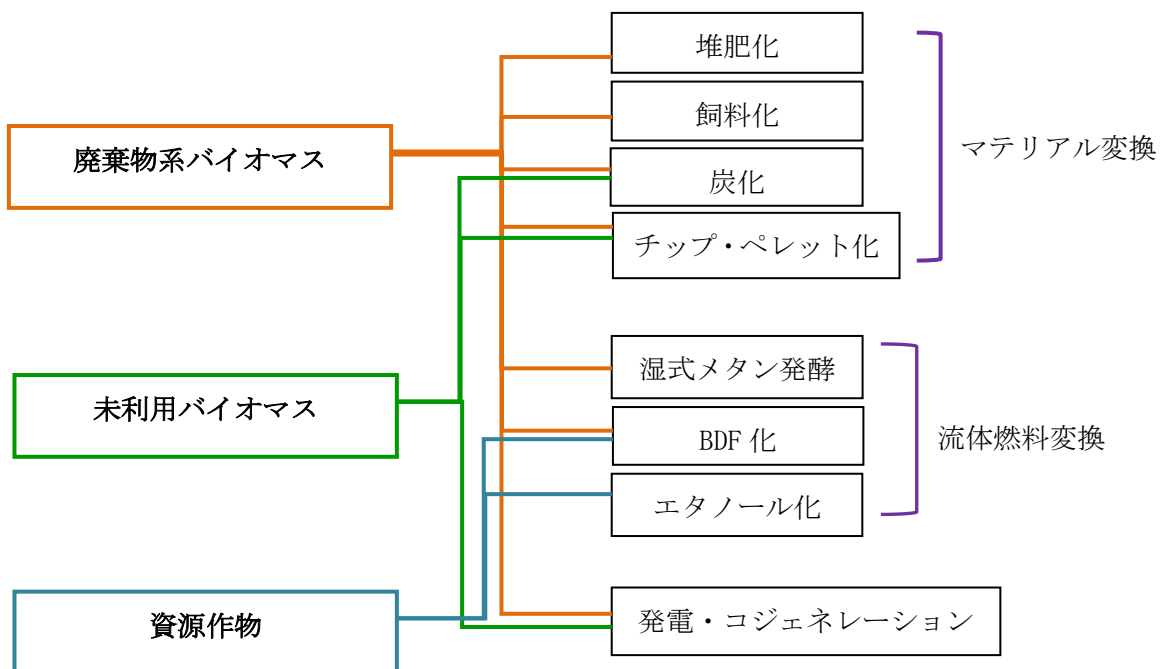 堆肥化
飼料化
マテリアル変換
廃棄物系バイオマス
炭化
チップ・ペレット化
湿式メタン発酵
未利用バイオマス
BDF 化
流体燃料変換
エタノール化
資源作物
発電・コジェネレーション